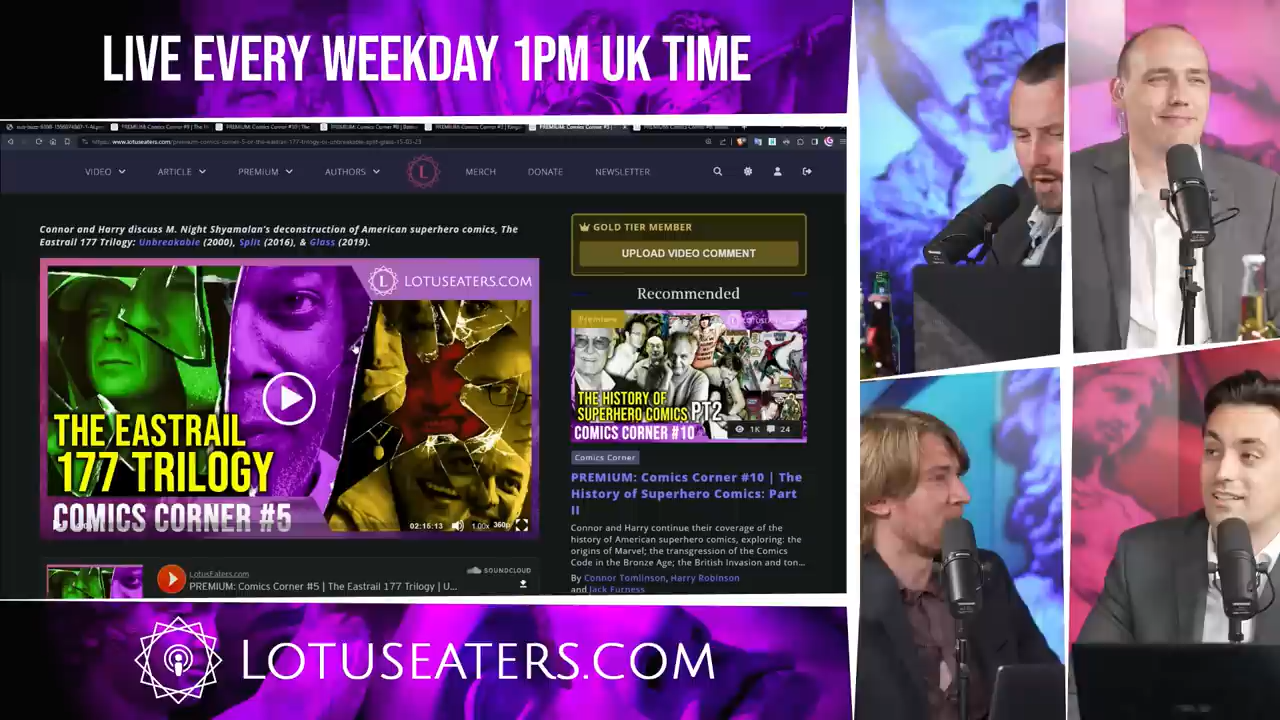 LIVE EVERY WEEKDAY 1PM UK TIME
VIDEO
ARTICLE
PREMIUM
AUTHORS
L
MERCH
DONATE
NEWSLETTER
Connor and Harry discuss M. Night Shyamalan's deconstruction of American superhero comics, The
Eastrail 177 Trilogy: Unbreakable (2000), Split (2016), & Glass (2019).
L LOTUSEATERS.COM
THE EASTRAIL
177 TRILOGY
COMICS CORNER #5
02:15:13
1.00x
360p
LotusEaters.com
PREMIUM: Comics Corner #5 | The Eastrail 177 Trilogy | U...
SOUNDCLOUD
GOLD TIER MEMBER
UPLOAD VIDEO COMMENT
Recommended
Premium
LOTUSEATERS.COM
THE HISTORY OF
SUPERHERO COMICS PT2
COMICS CORNER #10
1K
24
Comics Corner
PREMIUM: Comics Corner #10 | The
History of Superhero Comics: Part
II
Connor and Harry continue their coverage of the
history of American superhero comics, exploring: the
origins of Marvel; the transgression of the Comics
Code in the Bronze Age; the British Invasion and ton...
By Connor Tomlinson, Harry Robinson
and Jack Furness
LOTUSEATERS.COM